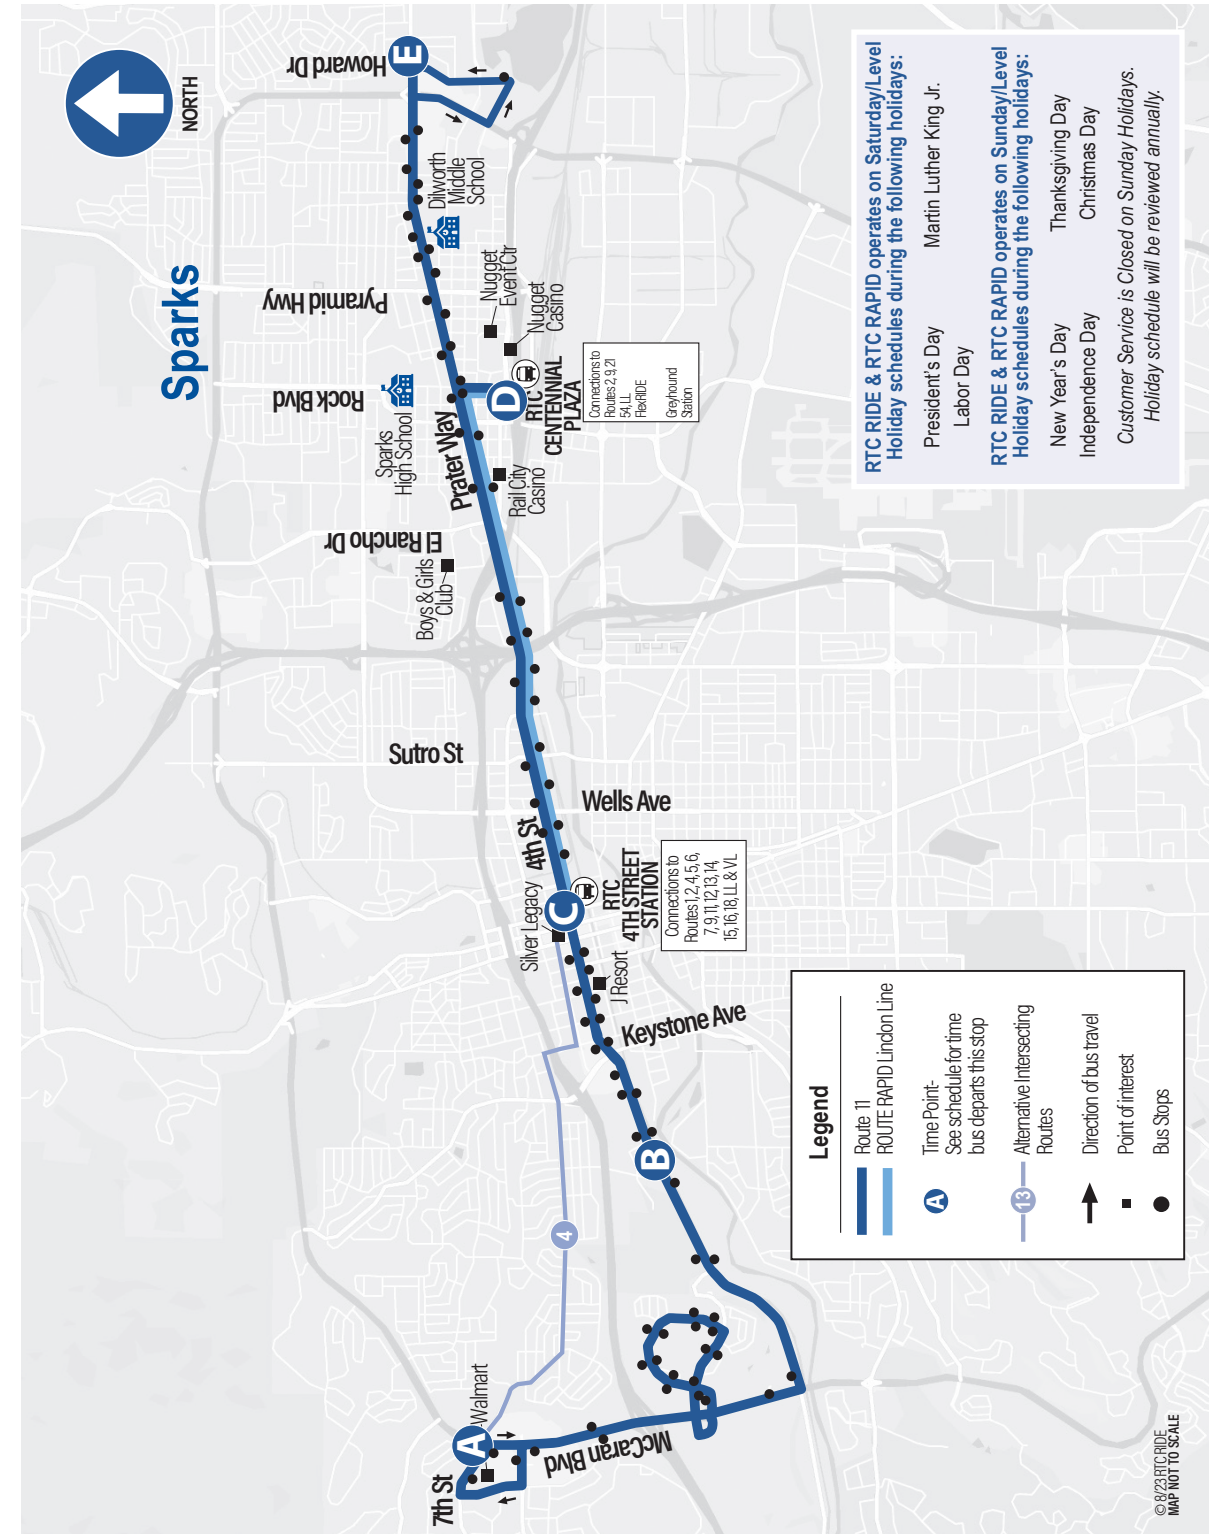 NORTH
Sparks
Howard Dr
E
Dilworth
Middle
School
Pyramid Hwy
Nugget
Event Ctr
Nugget
Casino
Rock Blvd
Sparks
High School
D
RTC
CENTENNIAL
PLAZA
Connections to
Routes 2, 9, 21
54, LL
FlexRIDE
Greyhound
Station
Prater Way
Rail City
Casino
El Rancho Dr
Boys & Girls
Club
Sutro St
Wells Ave
4th St
C
RTC
4TH STREET
STATION
Connections to
Routes 1, 2, 4, 5, 6,
7, 9, 11, 12, 13, 14,
15, 16, 18, LL & VL
Silver Legacy
J Resort
Keystone Ave
B
4
A
Walmart
7th St
McCaran Blvd
RTC RIDE & RTC RAPID operates on Saturday/Level
Holiday schedules during the following holidays:
President's Day Martin Luther King Jr.
Labor Day
RTC RIDE & RTC RAPID operates on Sunday/Level
Holiday schedules during the following holidays:
New Year's Day Thanksgiving Day
Independence Day Christmas Day
Customer Service is Closed on Sunday Holidays.
Holiday schedule will be reviewed annually.
Legend
Route 11
ROUTE RAPID Lindon Line
A
Time Point-
See schedule for time
bus departs this stop
13
Alternative Intersecting
Routes
Direction of bus travel
Point of interest
Bus Stops
© 8/23 RTC RIDE
MAP NOT TO SCALE